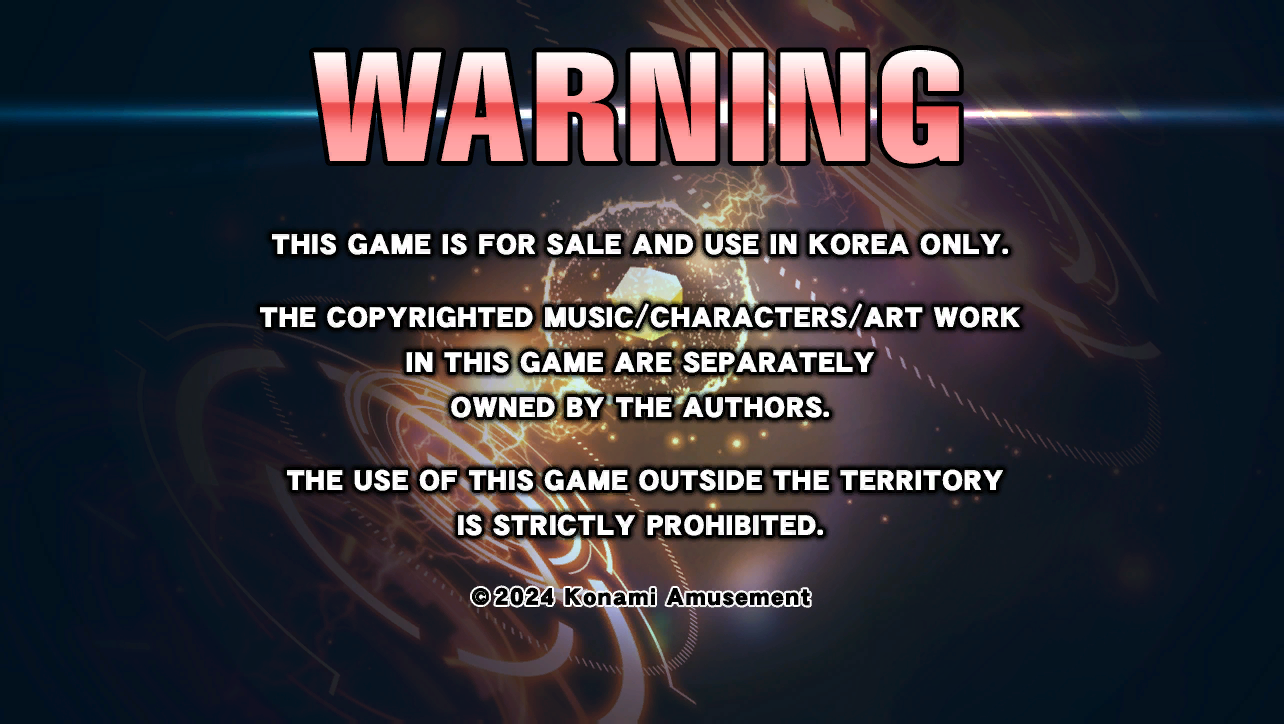 WARNING
THIS GAME IS FOR SALE AND USE IN KOREA ONLY.
THE COPYRIGHTED MUSIC/CHARACTERS/ART WORK
IN THIS GAME ARE SEPARATELY
OWNED BY THE AUTHORS.
THE USE OF THIS GAME OUTSIDE THE TERRITORY
IS STRICTLY PROHIBITED.
©2024 Konami Amusement